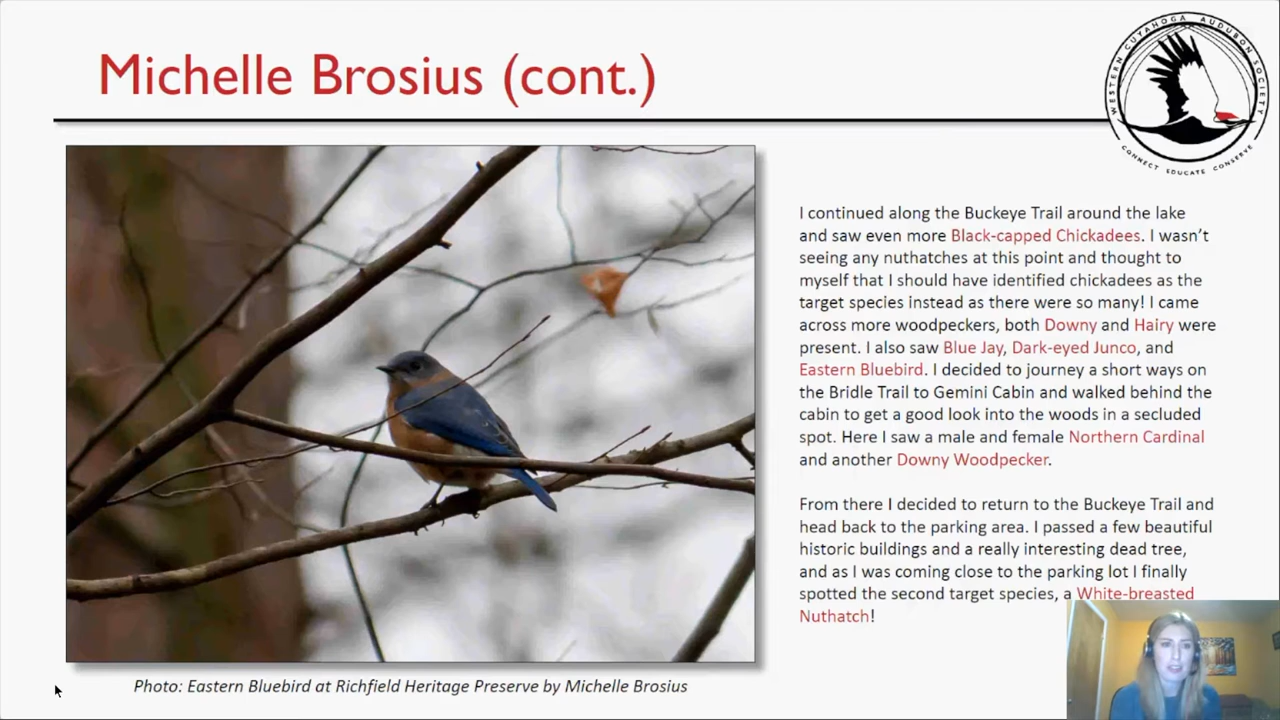 Michelle Brosius (cont.)
WESTERN CUYAHOGA AUDUBON SOCIETY
CONNECT EDUCATE CONSERVE
I continued along the Buckeye Trail around the lake
and saw even more Black-capped Chickadees. I wasn’t
seeing any nuthatches at this point and thought to
myself that I should have identified chickadees as the
target species instead as there were so many! I came
across more woodpeckers, both Downy and Hairy were
present. I also saw Blue Jay, Dark-eyed Junco, and
Eastern Bluebird. I decided to journey a short ways on
the Bridle Trail to Gemini Cabin and walked behind the
cabin to get a good look into the woods in a secluded
spot. Here I saw a male and female Northern Cardinal
and another Downy Woodpecker.
From there I decided to return to the Buckeye Trail and
head back to the parking area. I passed a few beautiful
historic buildings and a really interesting dead tree,
and as I was coming close to the parking lot I finally
spotted the second target species, a White-breasted
Nuthatch!
Photo: Eastern Bluebird at Richfield Heritage Preserve by Michelle Brosius